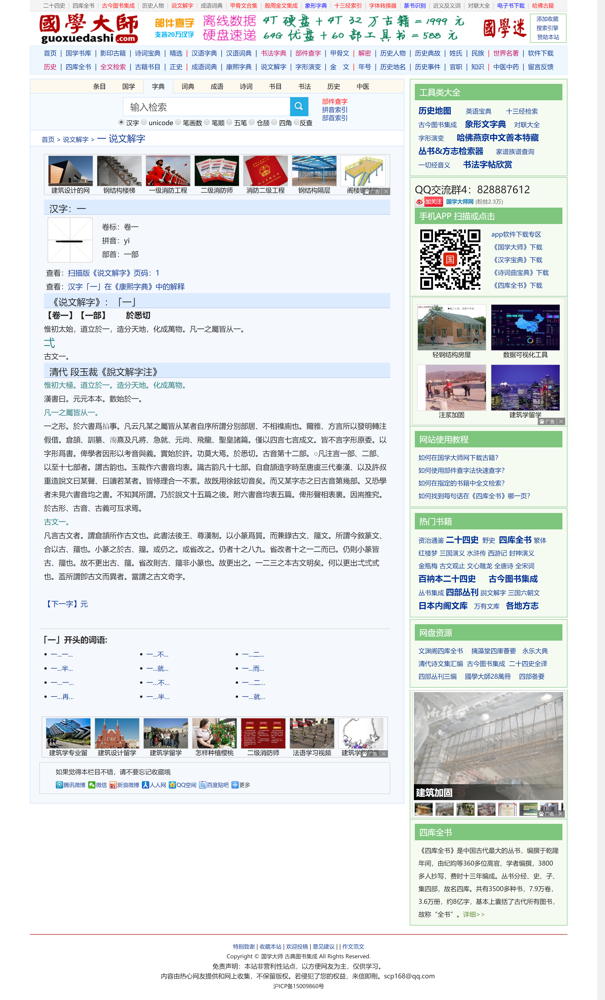 二十四史 | 四库全书 | 古今图书集成 | 历史人物 | 说文解字 | 成语词典 | 甲骨文合集 | 殷周金文集成 | 象形字典 | 十三经索引 | 字体转换器 | 篆书识别 | 近义反义词 | 对联大全 | 电子书下载 | 哈佛古籍
國學大師
guoxuedashi.com
部件查字
支持20万汉字
离线数据
硬盘速递
4T 硬盘 + 4T 32 万古籍 = 1999 元
64G 优盘 + 60 部工具书 = 588 元
國學迷
添加收藏
搜索引擎
赞助本站
首页 | 国学书库 | 影印古籍 | 诗词宝典 | 精选 | 汉语字典 | 汉语词典 | 书法字典 | 部件查字 | 甲骨文 | 解密 | 历史人物 | 历史典故 | 姓氏 | 民族 | 世界名著 | 软件下载
历史 | 四库全书 | 全文检索 | 古籍书目 | 正史 | 成语词典 | 康熙字典 | 说文解字 | 字形演变 | 金 文 | 年号 | 历史地名 | 历史事件 | 官职 | 知识 | 中医中药 | 留言反馈
条目 国学 字典 词典 成语 诗词 书目 书法 历史 中医
输入检索
部件查字
拼音索引
部首索引
汉字 unicode 笔画数 笔顺 五笔 仓颉 四角 反查
首页 > 说文解字 > 一 说文解字
建筑设计的网 钢结构楼梯 一级消防工程 二级消防师 消防二级工程 钢结构隔层
广告
汉字：一
卷标：卷一
拼音：yī
部首：一部
查看：扫描版《说文解字》页码：1
查看：汉字「一」在《康熙字典》中的解释
《说文解字》：「一」
【卷一】【一部】 於悉切
惟初太始，道立於一，造分天地，化成萬物。凡一之屬皆从一。
弌
古文一。
清代 段玉裁《說文解字注》
惟初大極。道立於一。造分天地。化成萬物。
漢書曰。元元本本。數始於一。
凡一之屬皆从一。
一之形。於六書爲事。凡云凡某之屬皆从某者自序所謂分別部居、不相襍廁也。爾雅、方言所以發明轉注
假借。倉頡、訓纂、熹及凡將、急就、元尚、飛龍、聖皇諸篇。僅以四言七言成文。皆不言字形原委。以
字形爲書。俾學者因形以考音與義。實始於許。功莫大焉。於悉切。古音第十二部。○凡注言一部、二部、
以至十七部者。謂古韵也。玉裁作六書音均表。識古韵凡十七部。自倉頡造字時至唐虞三代秦漢、以及許叔
重造說文曰某聲、曰讀若某者。皆條理合一不紊。故旣用徐鉉切音矣。而又某字志之曰古音第幾部。又恐學
者未見六書音均之書。不知其所謂。乃於說文十五篇之後。附六書音均表五篇。俾形聲相表裏。因耑推究。
於古形、古音、古義可互求焉。
古文一。
凡言古文者。謂倉頡所作古文也。此書法後王、尊漢制。以小篆爲質。而兼錄古文、籒文。所謂今敘篆文、
合以古、籒也。小篆之於古、籒。或仍之。或省改之。仍者十之八九。省改者十之一二而已。仍則小篆皆
古、籒也。故不更出古、籒。省改則古、籒非小篆也。故更出之。一二三之本古文明矣。何以更出弌弍弎
也。葢所謂卽古文而異者。當謂之古文奇字。
【下一字】元
「一」开头的词语:
一...一... 一...不... 一...二...
一...半... 一...就... 一...而...
一…一… 一…不… 一…二…
一…再… 一…半… 一…就…
建筑学专业留 建筑设计留学 建筑学留学 怎样种植樱桃 二级消防师 法语学习视频
广告
如果觉得本栏目不错，请不要忘记收藏哦
腾讯微博 微信 新浪微博 人人网 QQ空间 百度贴吧 更多
工具类大全
历史地图 英语宝典 十三经检索
古今图书集成 象形文字典 对联大全
字形演变 哈佛燕京中文善本特藏
丛书&方志检索器 家谱族谱查询
一切经音义 书法字帖欣赏
QQ交流群4：828887612
加关注 国学大师网 (粉丝2.3万)
手机APP 扫描或点击
国
app软件下载专区
《国学大师》下载
《汉字宝典》下载
《诗词曲宝典》下载
《四库全书》下载
●施工工艺：全程干作业
轻钢结构房屋 数据可视化工具
注浆加固 建筑学留学
广告
网站使用教程
如何在国学大师网下载古籍？
如何使用部件查字法快速查字？
如何在指定的书籍中全文检索？
如何找到每句话在《四库全书》哪一页？
热门书籍
资治通鉴 二十四史 野史 四库全书 繁体
红楼梦 三国演义 水浒传 西游记 封神演义
金瓶梅 古文观止 文心雕龙 全唐诗 全宋词
百衲本二十四史 古今图书集成
丛书集成 四部丛刊 說文解字 三国六朝文
日本内阁文库 万有文库 各地方志
网盘资源
文渊阁四库全书 摛藻堂四庫薈要 永乐大典
清代诗文集汇编 古今图书集成 二十四史全译
四部丛刊三编 國學大師28萬冊 四部备要
建筑加固
广告
四库全书
《四库全书》是中国古代最大的丛书，编撰于乾隆
年间，由纪昀等360多位高官、学者编撰，3800
多人抄写，费时十三年编成。丛书分经、史、子、
集四部，故名四库。共有3500多种书，7.9万卷，
3.6万册，约8亿字，基本上囊括了古代所有图书，
故称“全书”。详细>>
特别致谢 | 收藏本站 | 欢迎投稿 | 意见建议 | | 作文范文
Copyright © 国学大师 古典图书集成 All Rights Reserved.
免责声明：本站非营利性站点，以方便网友为主，仅供学习。
内容由热心网友提供和网上收集，不保留版权。若侵犯了您的权益，来信即刪。scp168@qq.com
沪ICP备15009860号